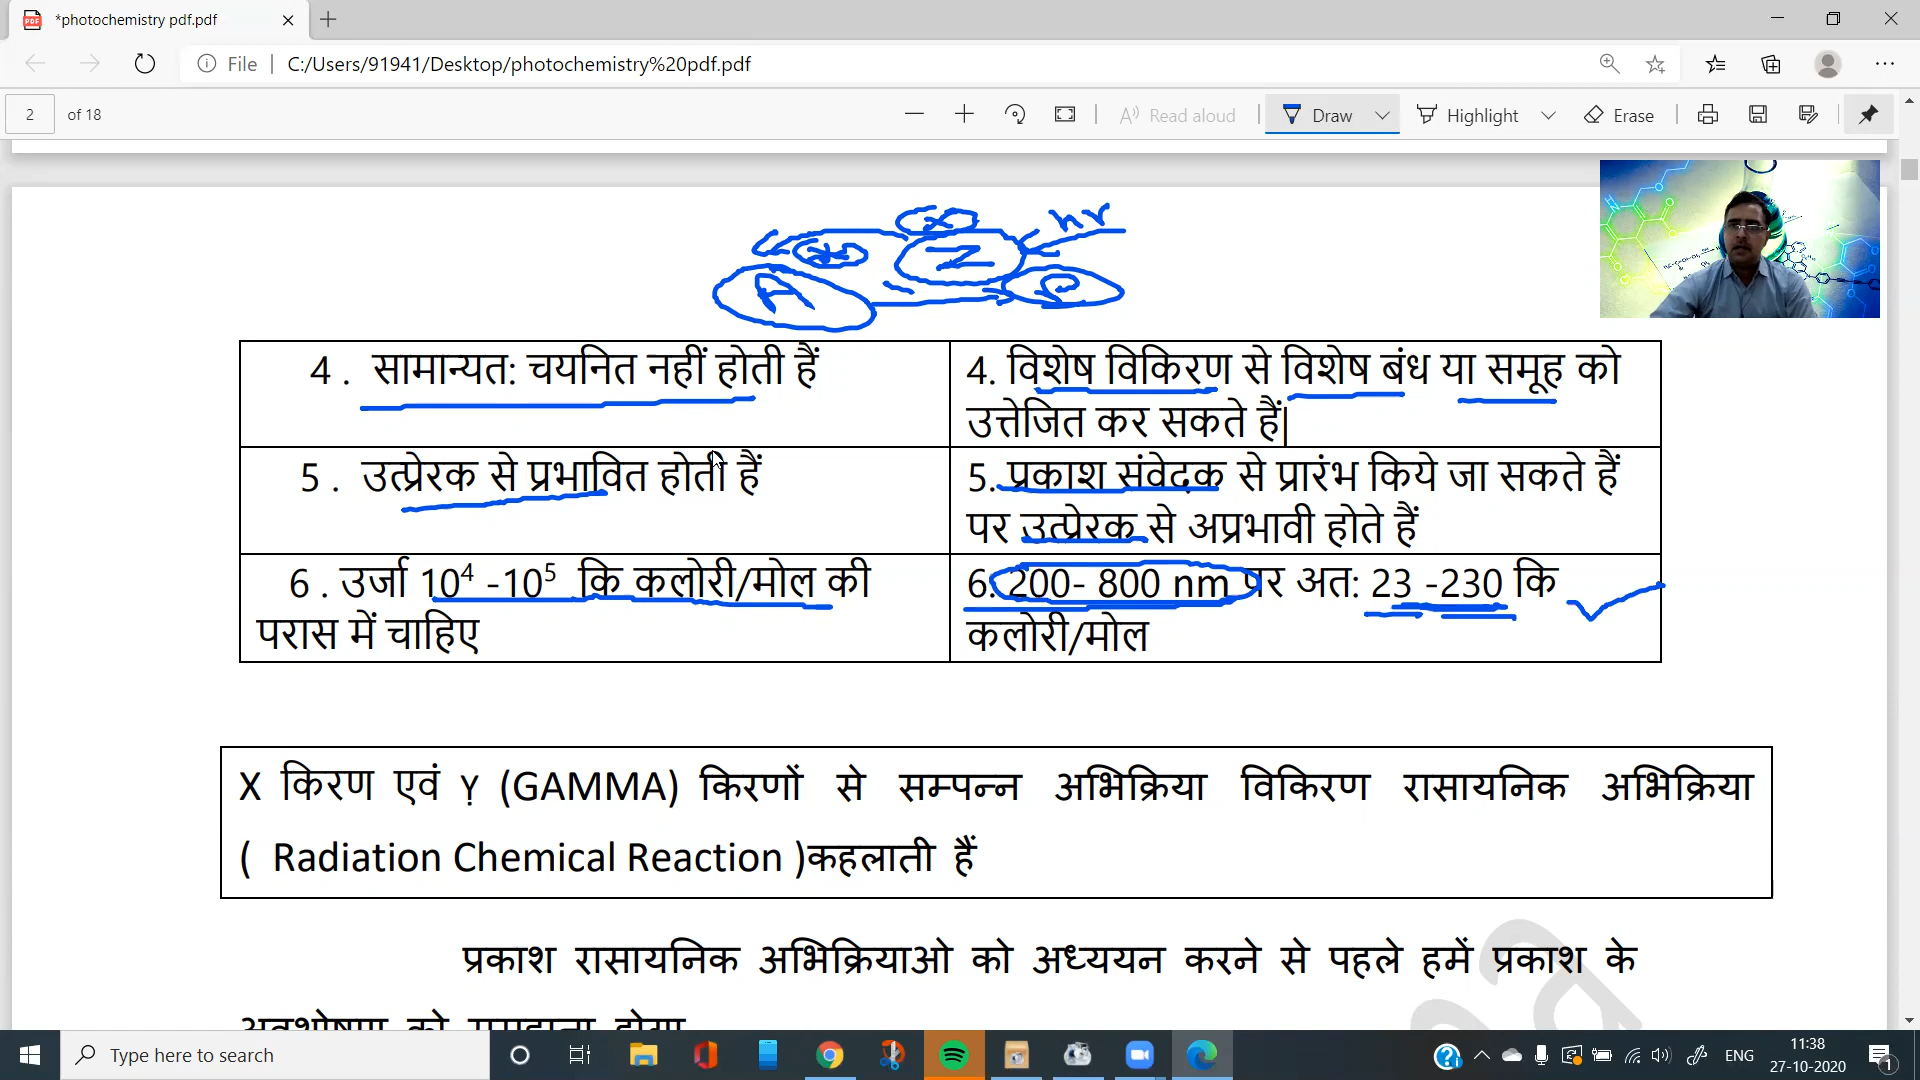 *photochemistry pdf.pdf
File
C:/Users/91941/Desktop/photochemistry%20pdf.pdf
2 of 18
Read aloud
Draw
Highlight
Erase
hν
Z
A
P
4 . सामान्यत: चयनित नहीं होती हैं
4. विशेष विकिरण से विशेष बंध या समूह को
उत्तेजित कर सकते हैं|
5 . उत्प्रेरक से प्रभावित होती हैं
5. प्रकाश संवेदक से प्रारंभ किये जा सकते हैं
पर उत्प्रेरक से अप्रभावी होते हैं
6 . उर्जा 10⁴ -10⁵ कि कलोरी/मोल की
परास में चाहिए
6. 200- 800 nm पर अत: 23 -230 कि
कलोरी/मोल
X किरण एवं Y (GAMMA) किरणों से सम्पन्न अभिक्रिया विकिरण रासायनिक अभिक्रिया
( Radiation Chemical Reaction )कहलाती हैं
प्रकाश रासायनिक अभिक्रियाओ को अध्ययन करने से पहले हमें प्रकाश के
Type here to search
ENG
11:38
27-10-2020
1